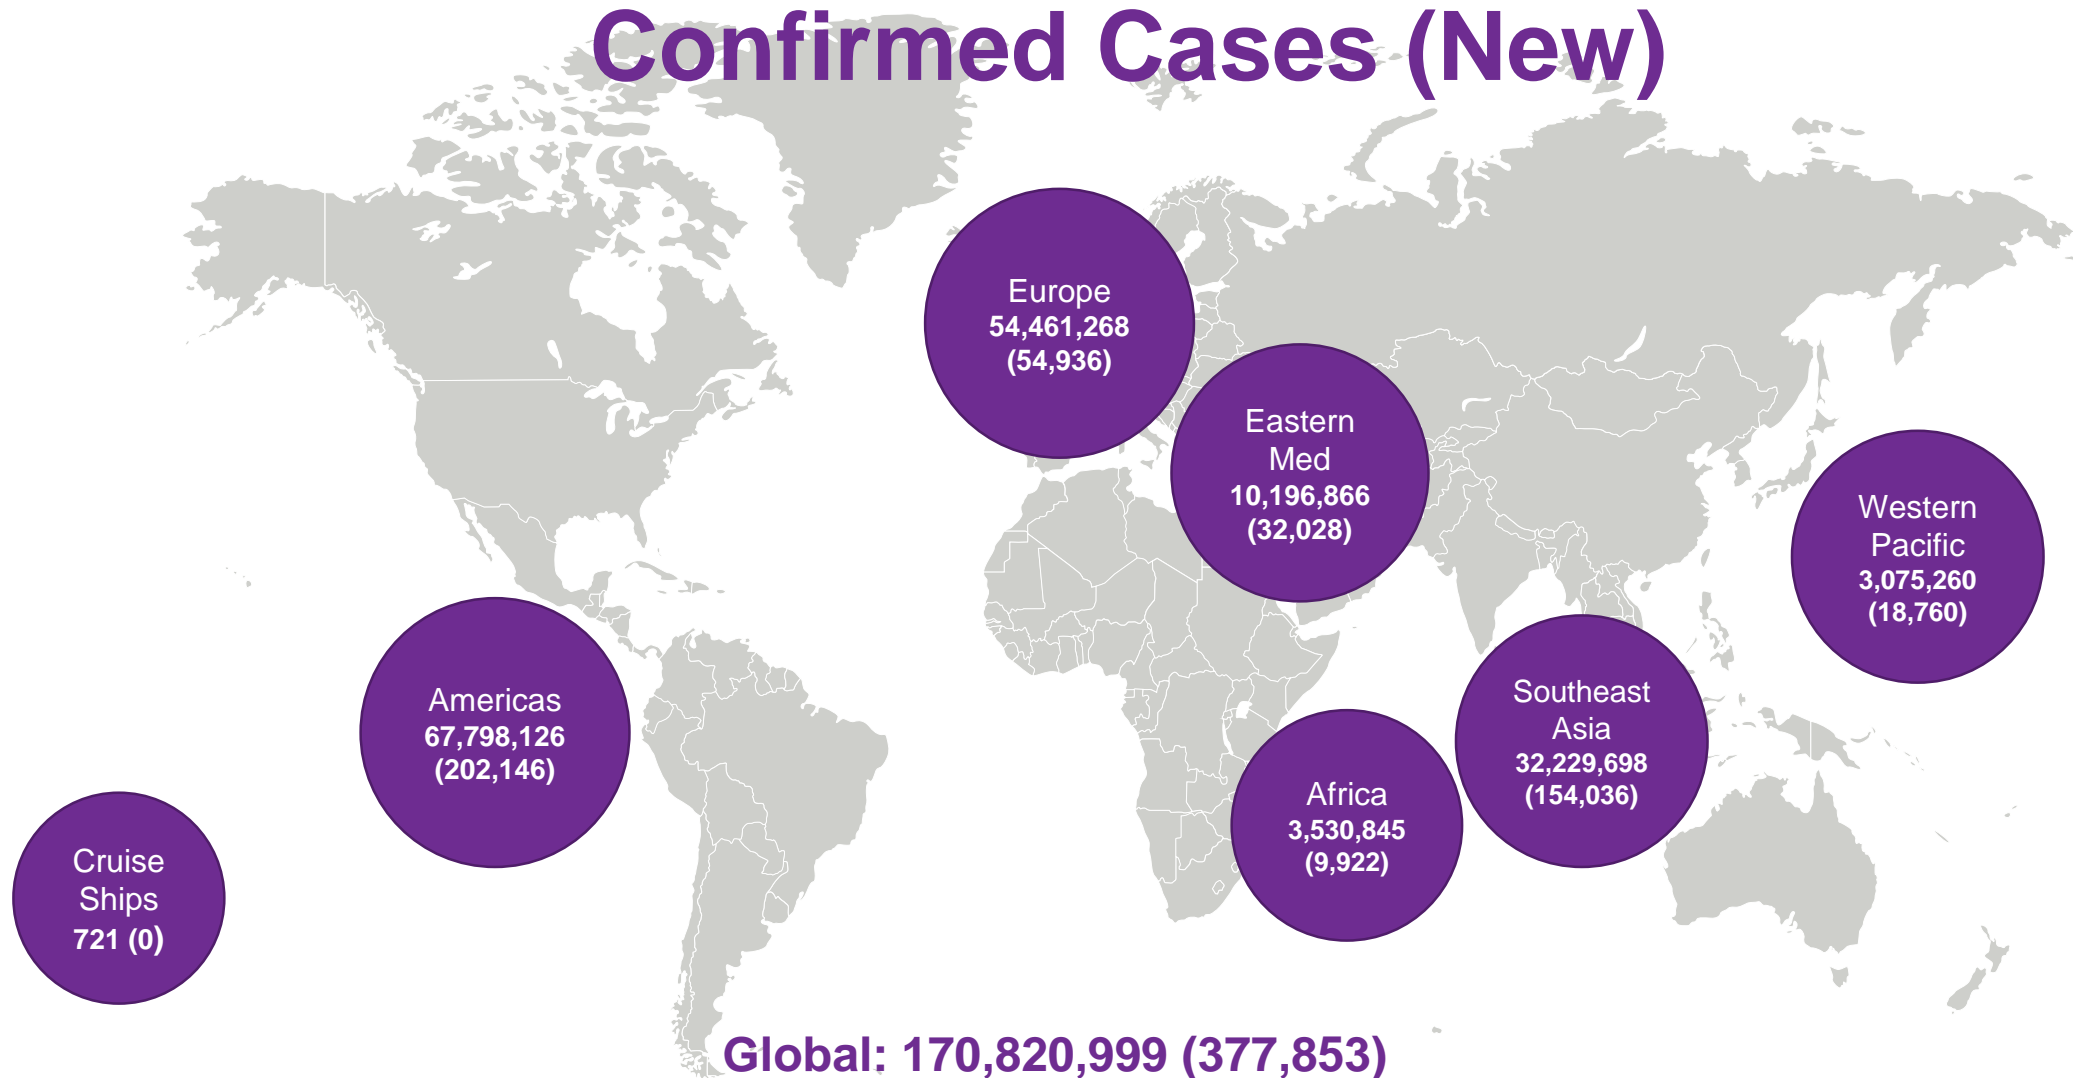 Confirmed Cases (New)
Europe
54,461,268
(54,936)
Eastern
Med
10,196,866
(32,028)
Western
Pacific
3,075,260
(18,760)
Americas
67,798,126
(202,146)
Southeast
Asia
32,229,698
(154,036)
Africa
3,530,845
(9,922)
Cruise
Ships
721 (0)
Global: 170,820,999 (377,853)